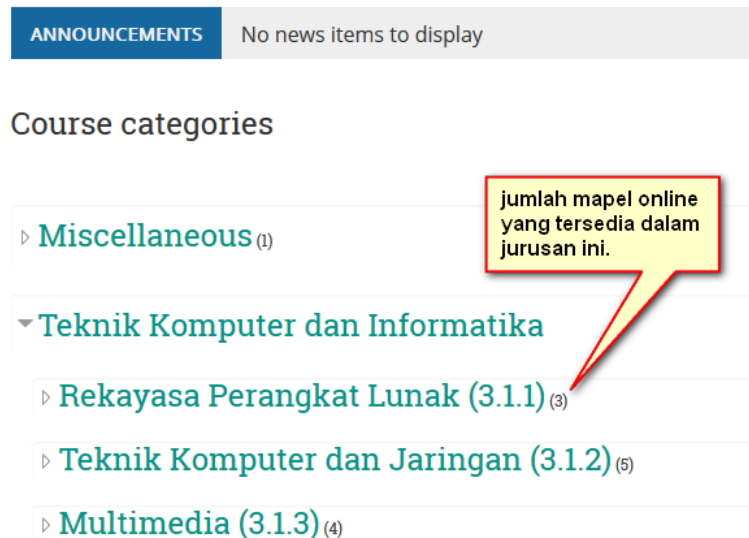 ANNOUNCEMENTS No news items to display
Course categories
jumlah mapel online
yang tersedia dalam
jurusan ini.
Miscellaneous (1)
Teknik Komputer dan Informatika
Rekayasa Perangkat Lunak (3.1.1) (3)
Teknik Komputer dan Jaringan (3.1.2) (5)
Multimedia (3.1.3) (4)